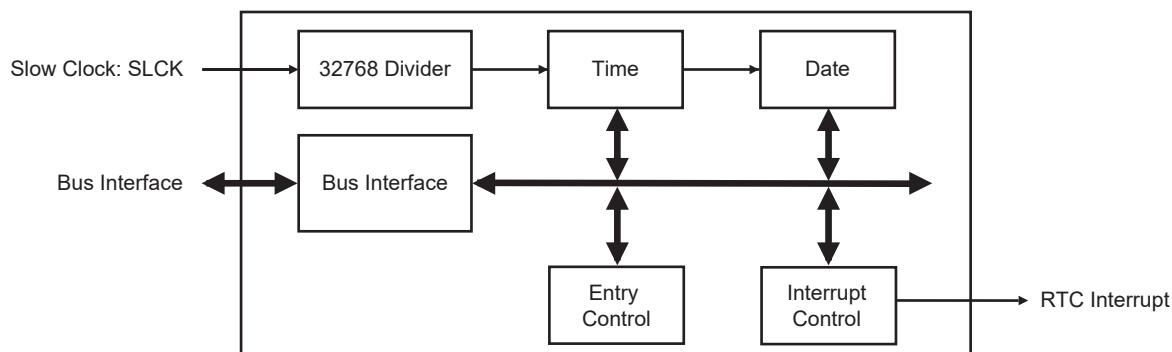 Slow Clock: SLCK
32768 Divider
Time
Date
Bus Interface
Bus Interface
Entry
Control
Interrupt
Control
RTC Interrupt